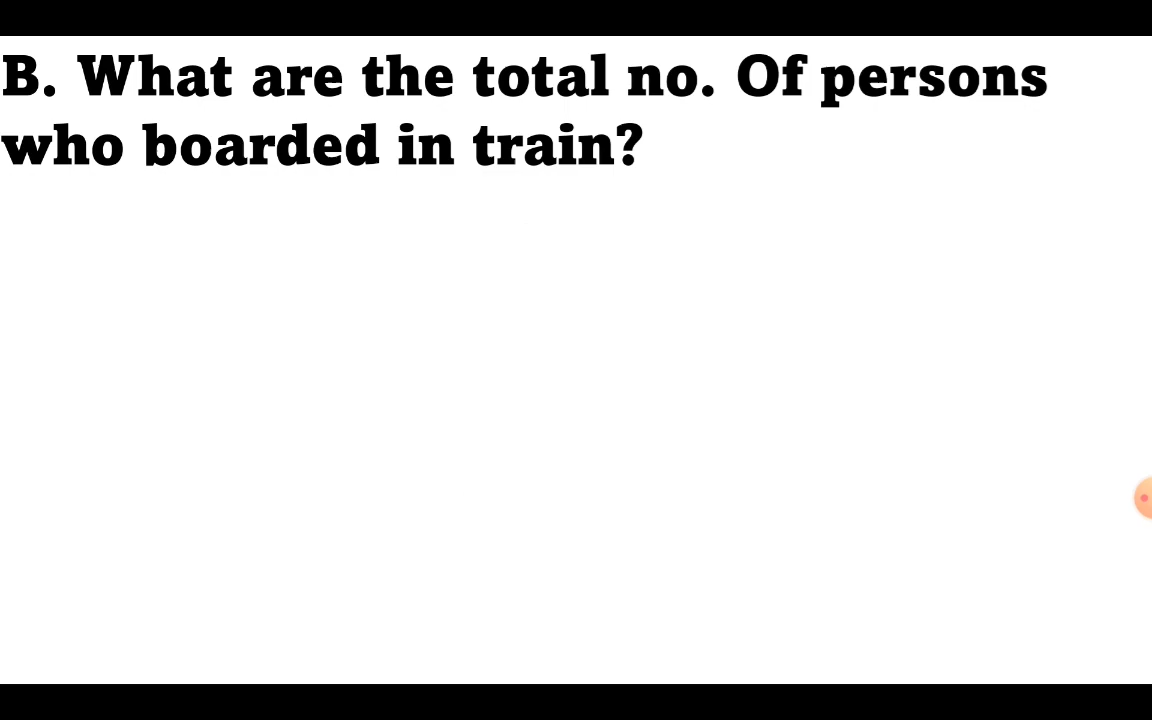 B. What are the total no. Of persons
who boarded in train?